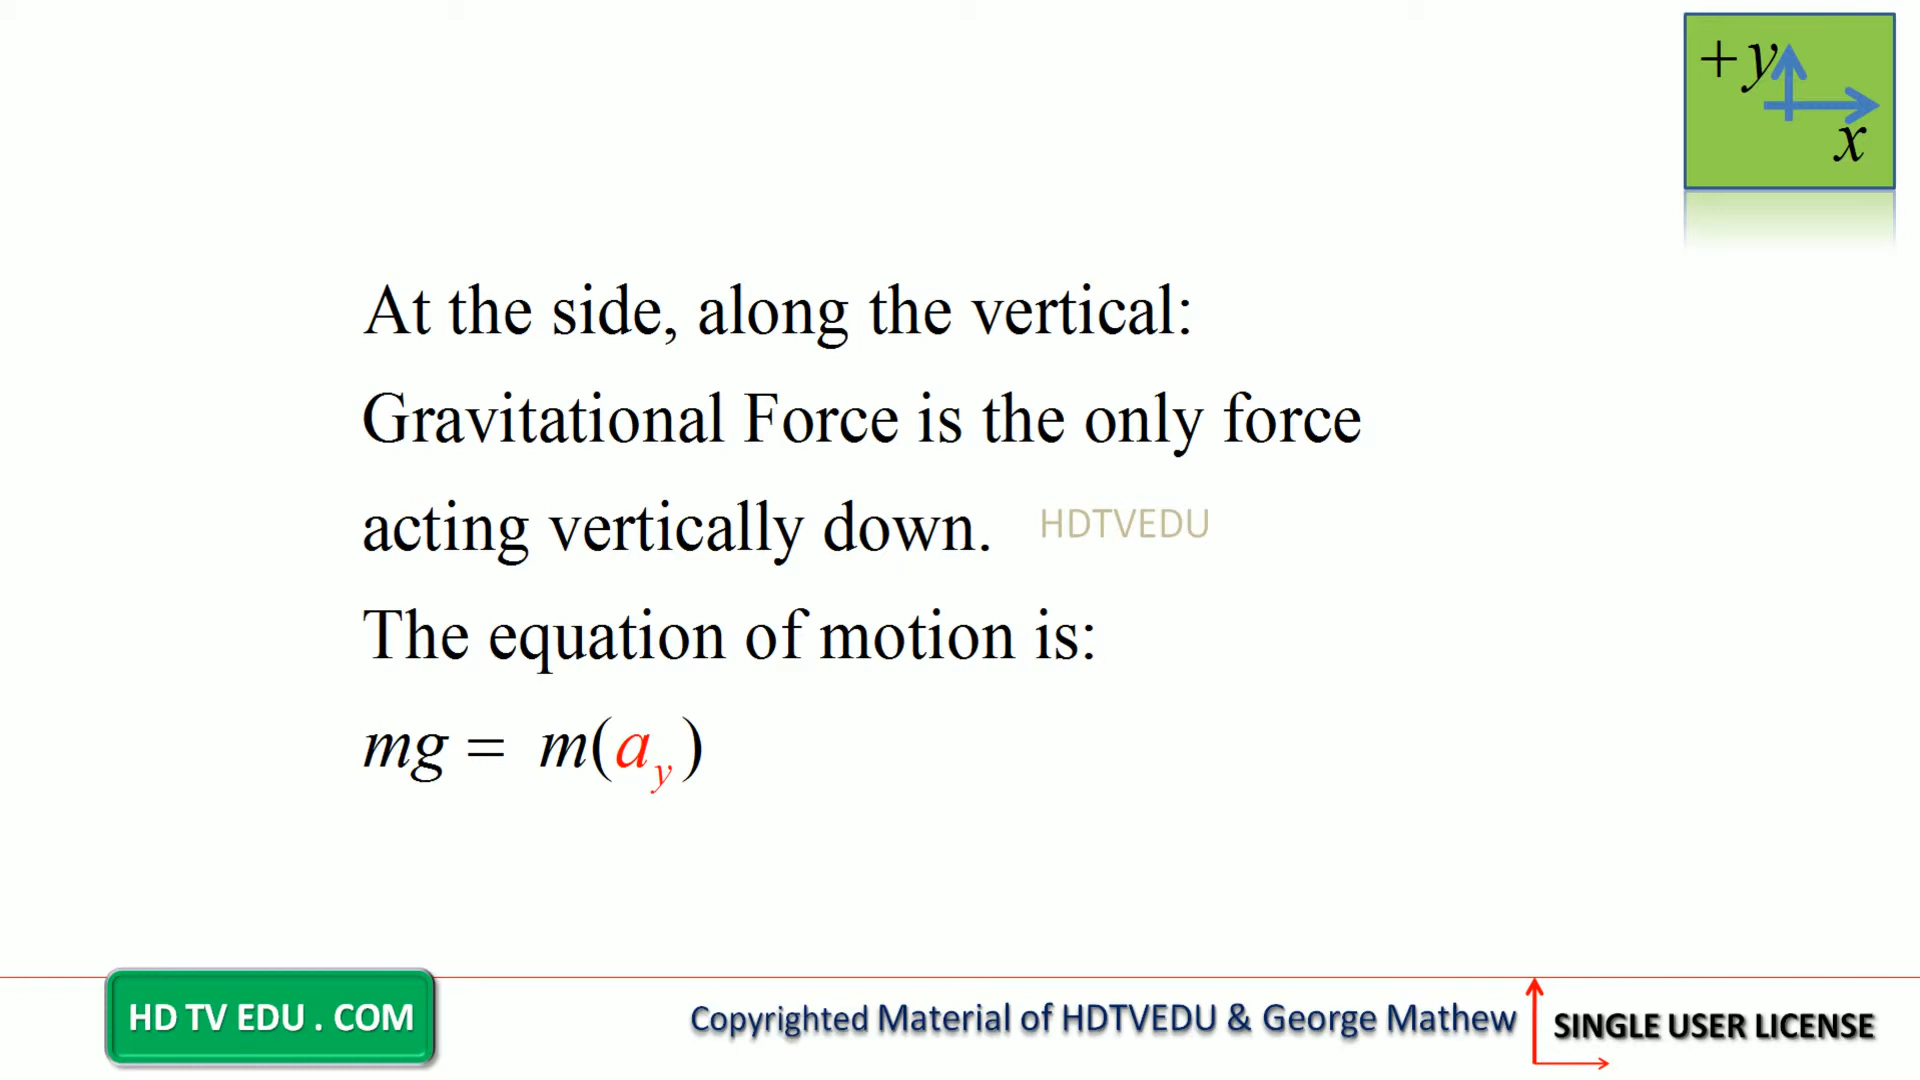 +y
x
At the side, along the vertical:
Gravitational Force is the only force
acting vertically down. HDTVEDU
The equation of motion is:
mg = m(a_y)
HD TV EDU . COM
Copyrighted Material of HDTVEDU & George Mathew
SINGLE USER LICENSE